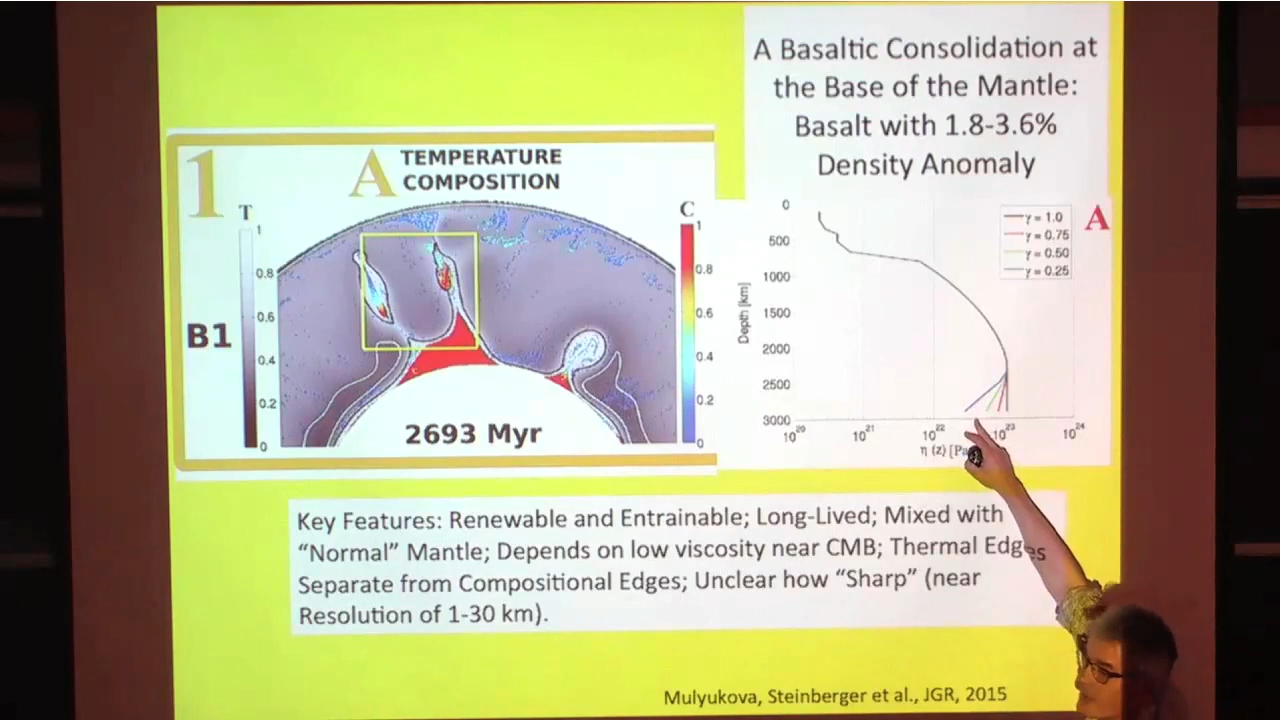 A Basaltic Consolidation at
the Base of the Mantle:
Basalt with 1.8-3.6%
Density Anomaly
1
A
TEMPERATURE
COMPOSITION
T
1
0.8
0.6
0.4
0.2
0
B1
2693 Myr
C
1
0.8
0.6
0.4
0.2
0
A
γ = 1.0
γ = 0.75
γ = 0.50
γ = 0.25
Depth [km]
0
500
1000
1500
2000
2500
3000
10^20
10^21
10^22
10^23
10^24
η (z) [Pa
Key Features: Renewable and Entrainable; Long-Lived; Mixed with
“Normal” Mantle; Depends on low viscosity near CMB; Thermal Edges
Separate from Compositional Edges; Unclear how “Sharp” (near
Resolution of 1-30 km).
Mulyukova, Steinberger et al., JGR, 2015